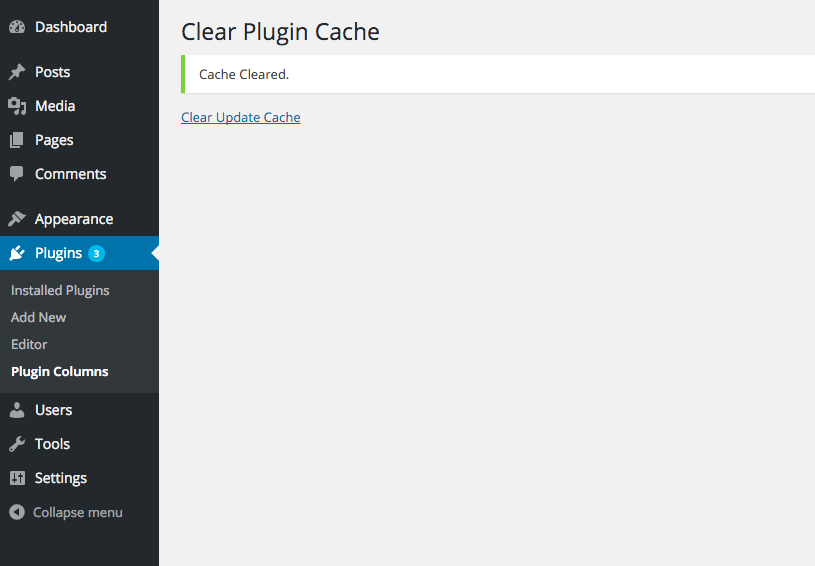 Dashboard
Posts
Media
Pages
Comments
Appearance
Plugins 3
Installed Plugins
Add New
Editor
Plugin Columns
Users
Tools
Settings
Collapse menu
Clear Plugin Cache
Cache Cleared.
Clear Update Cache